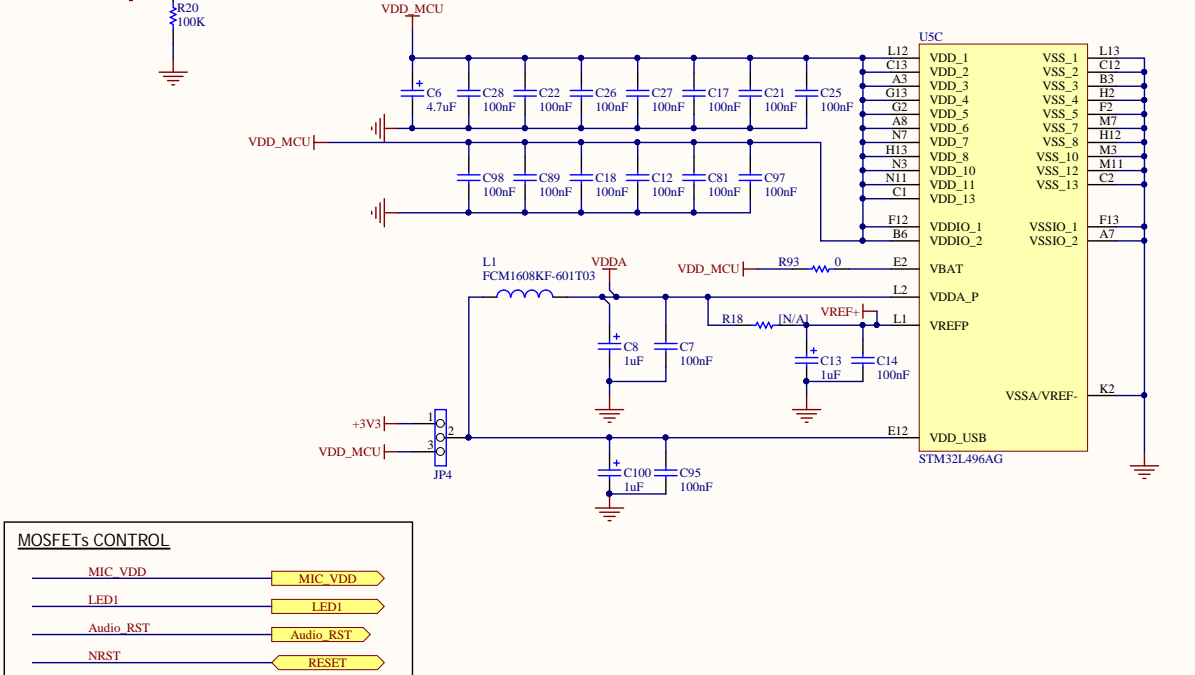 R20
100K
VDD_MCU
C6
4.7uF
C28
100nF
C22
100nF
C26
100nF
C27
100nF
C17
100nF
C21
100nF
C25
100nF
VDD_MCU
C98
100nF
C89
100nF
C18
100nF
C12
100nF
C81
100nF
C97
100nF
U5C
L12 VDD_1 VSS_1 L13
C13 VDD_2 VSS_2 C12
A3 VDD_3 VSS_3 B3
G13 VDD_4 VSS_4 H2
G2 VDD_5 VSS_5 F2
A8 VDD_6 VSS_7 M7
N7 VDD_7 VSS_8 H12
H13 VDD_8 VSS_10 M3
N3 VDD_10 VSS_12 M11
N11 VDD_11 VSS_13 C2
C1 VDD_13
F12 VDDIO_1 VSSIO_1 F13
B6 VDDIO_2 VSSIO_2 A7
VDD_MCU R93 0 E2 VBAT
L1
FCM1608KF-601T03
VDDA
L2 VDDA_P
R18 [N/A] VREF+ L1 VREFP
C8
1uF
C7
100nF
C13
1uF
C14
100nF
VSSA/VREF- K2
+3V3 1
2
VDD_MCU 3
JP4
E12 VDD_USB
STM32L496AG
C100
1uF
C95
100nF
MOSFETs CONTROL
MIC_VDD MIC_VDD
LED1 LED1
Audio_RST Audio_RST
NRST RESET